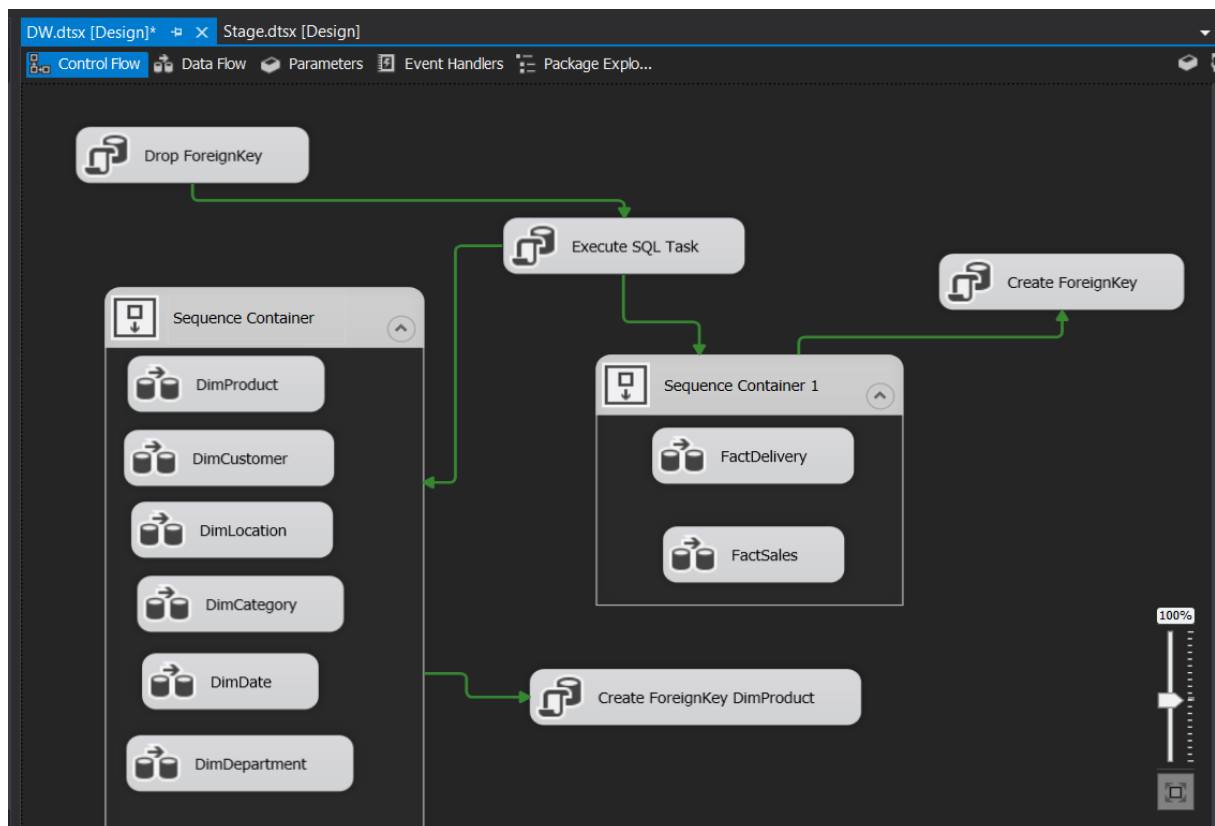 DW.dtsx [Design]* Stage.dtsx [Design]
Control Flow Data Flow Parameters Event Handlers Package Explo...
Drop ForeignKey
Execute SQL Task
Create ForeignKey
Sequence Container
DimProduct
DimCustomer
DimLocation
DimCategory
DimDate
DimDepartment
Sequence Container 1
FactDelivery
FactSales
Create ForeignKey DimProduct
100%